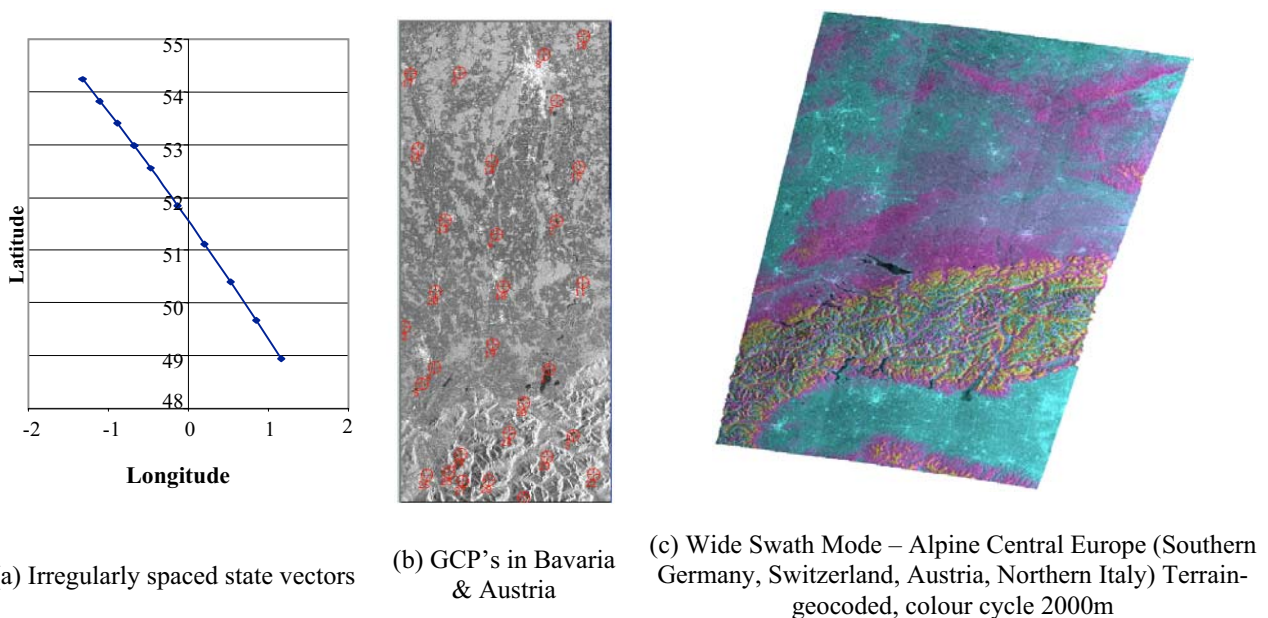 55
54
53
52
51
50
49
48
Latitude
-2 -1 0 1 2
Longitude
(a) Irregularly spaced state vectors
(b) GCP's in Bavaria
& Austria
(c) Wide Swath Mode – Alpine Central Europe (Southern
Germany, Switzerland, Austria, Northern Italy) Terrain-
geocoded, colour cycle 2000m